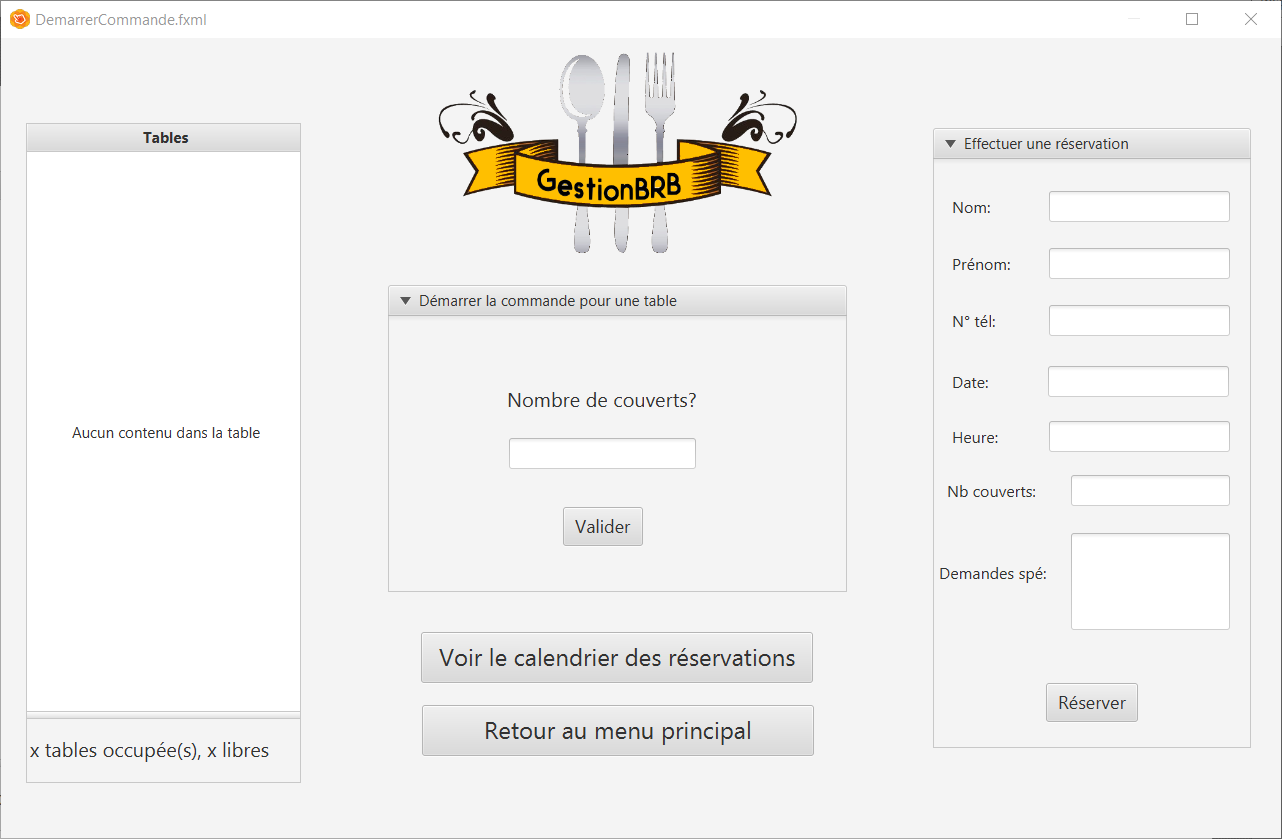 DemarrerCommande.fxml
GestionBRB
Tables
Aucun contenu dans la table
x tables occupée(s), x libres
Démarrer la commande pour une table
Nombre de couverts?
Valider
Voir le calendrier des réservations
Retour au menu principal
Effectuer une réservation
Nom:
Prénom:
N° tél:
Date:
Heure:
Nb couverts:
Demandes spé:
Réserver